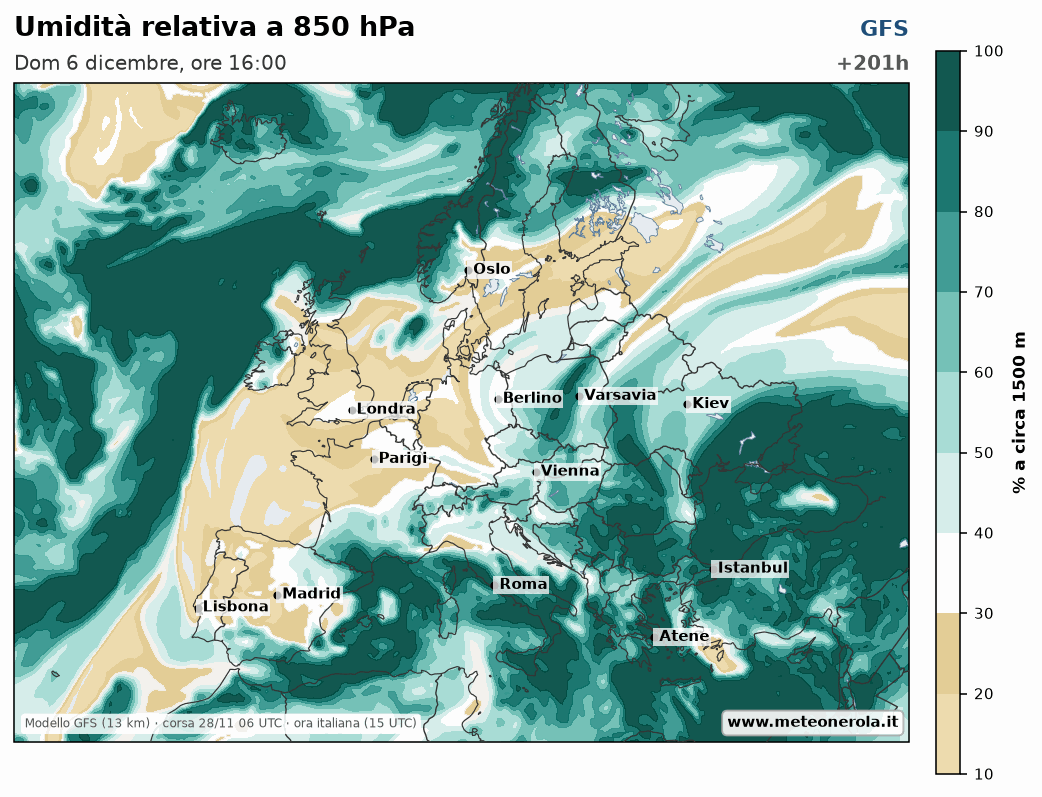 Umidità relativa a 850 hPa
GFS
Dom 6 dicembre, ore 16:00
+201h
100
90
80
70
60
50
40
30
20
10
% a circa 1500 m
Oslo
Berlino
Varsavia
Kiev
Londra
Parigi
Vienna
Istanbul
Roma
Madrid
Lisbona
Atene
Modello GFS (13 km) · corsa 28/11 06 UTC · ora italiana (15 UTC)
www.meteonerola.it